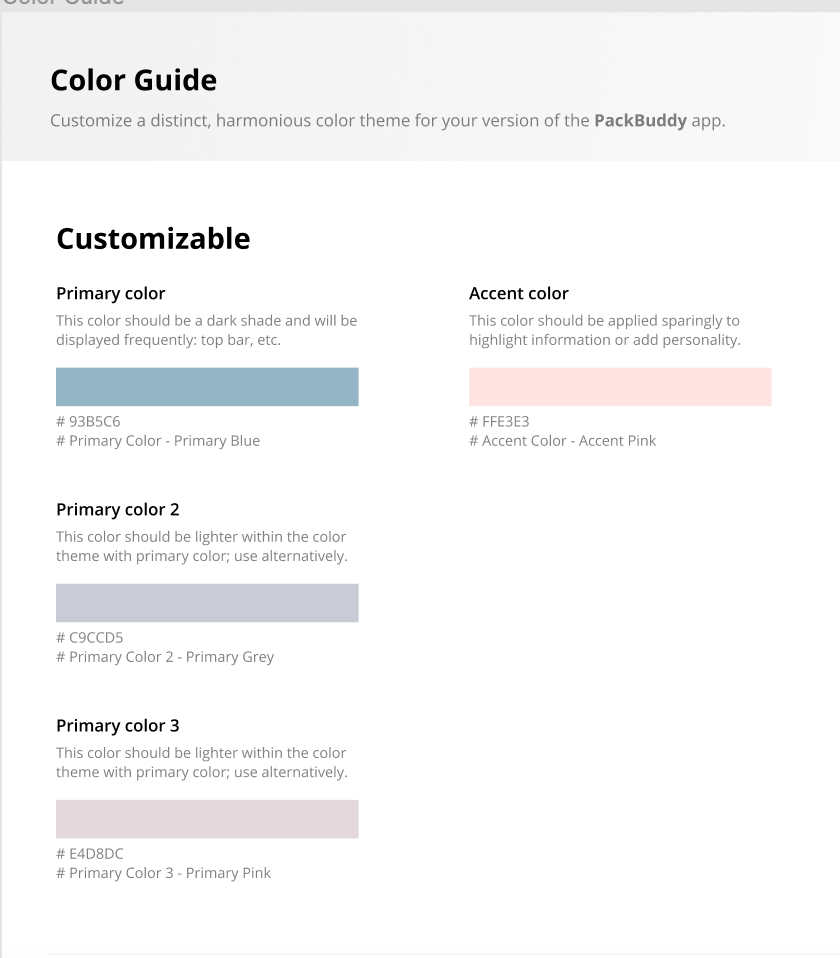 Color Guide
Color Guide
Customize a distinct, harmonious color theme for your version of the PackBuddy app.
Customizable
Primary color
This color should be a dark shade and will be
displayed frequently: top bar, etc.
# 93B5C6
# Primary Color - Primary Blue
Accent color
This color should be applied sparingly to
highlight information or add personality.
# FFE3E3
# Accent Color - Accent Pink
Primary color 2
This color should be lighter within the color
theme with primary color; use alternatively.
# C9CCD5
# Primary Color 2 - Primary Grey
Primary color 3
This color should be lighter within the color
theme with primary color; use alternatively.
# E4D8DC
# Primary Color 3 - Primary Pink